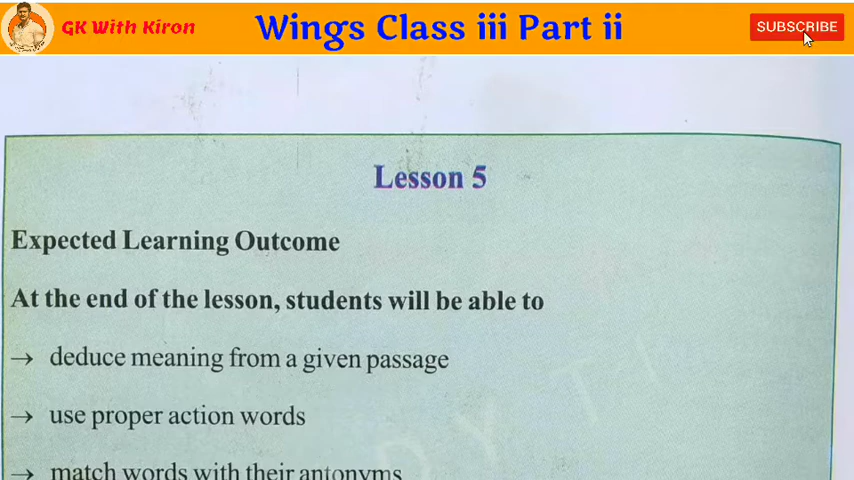 GK With Kiron
Wings Class iii Part ii
SUBSCRIBE
Lesson 5
Expected Learning Outcome
At the end of the lesson, students will be able to
→ deduce meaning from a given passage
→ use proper action words
→ match words with their antonyms